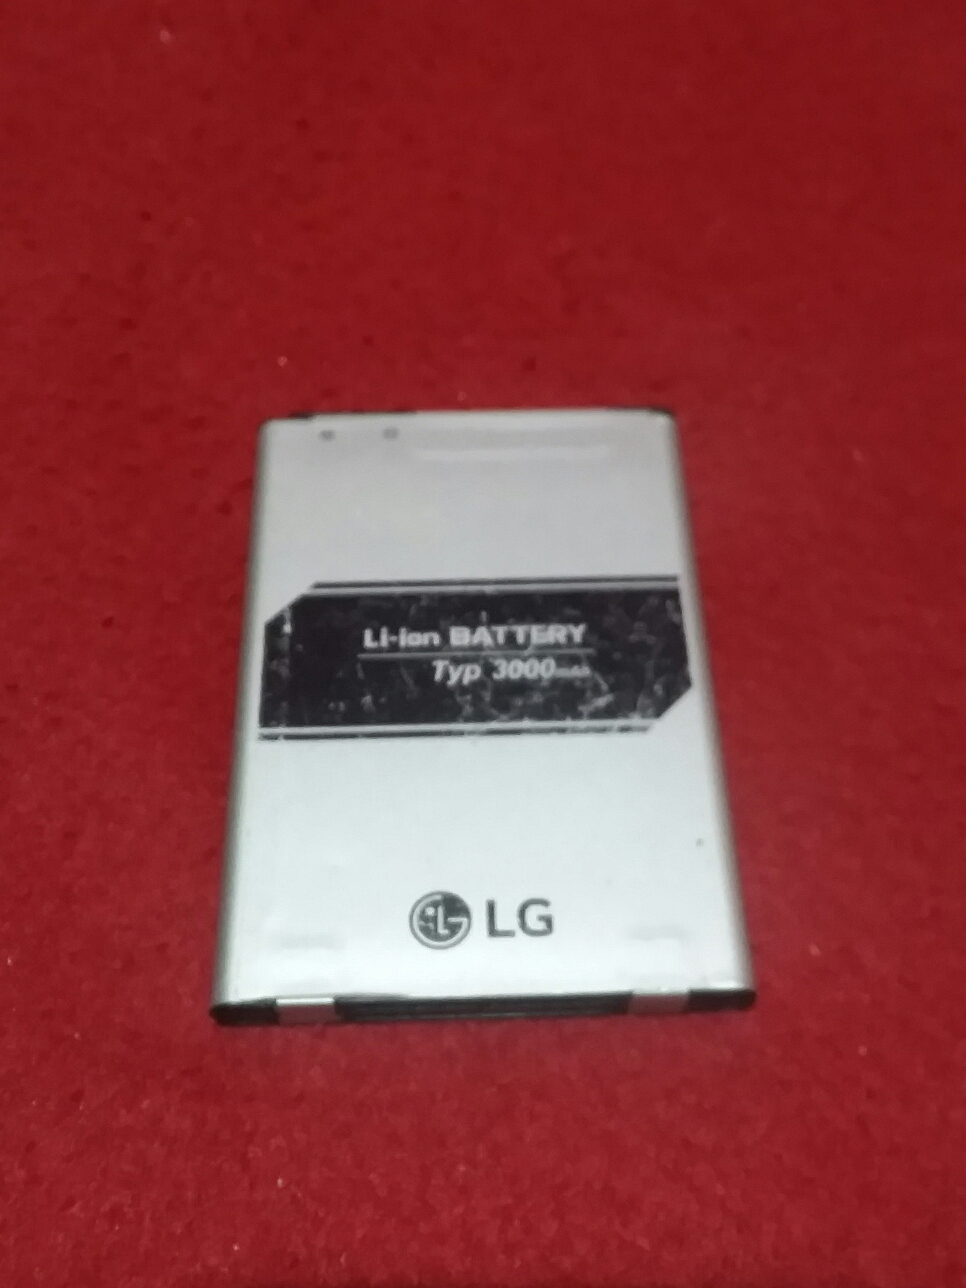 Li-ion BATTERY
Typ 3000mAh
LG